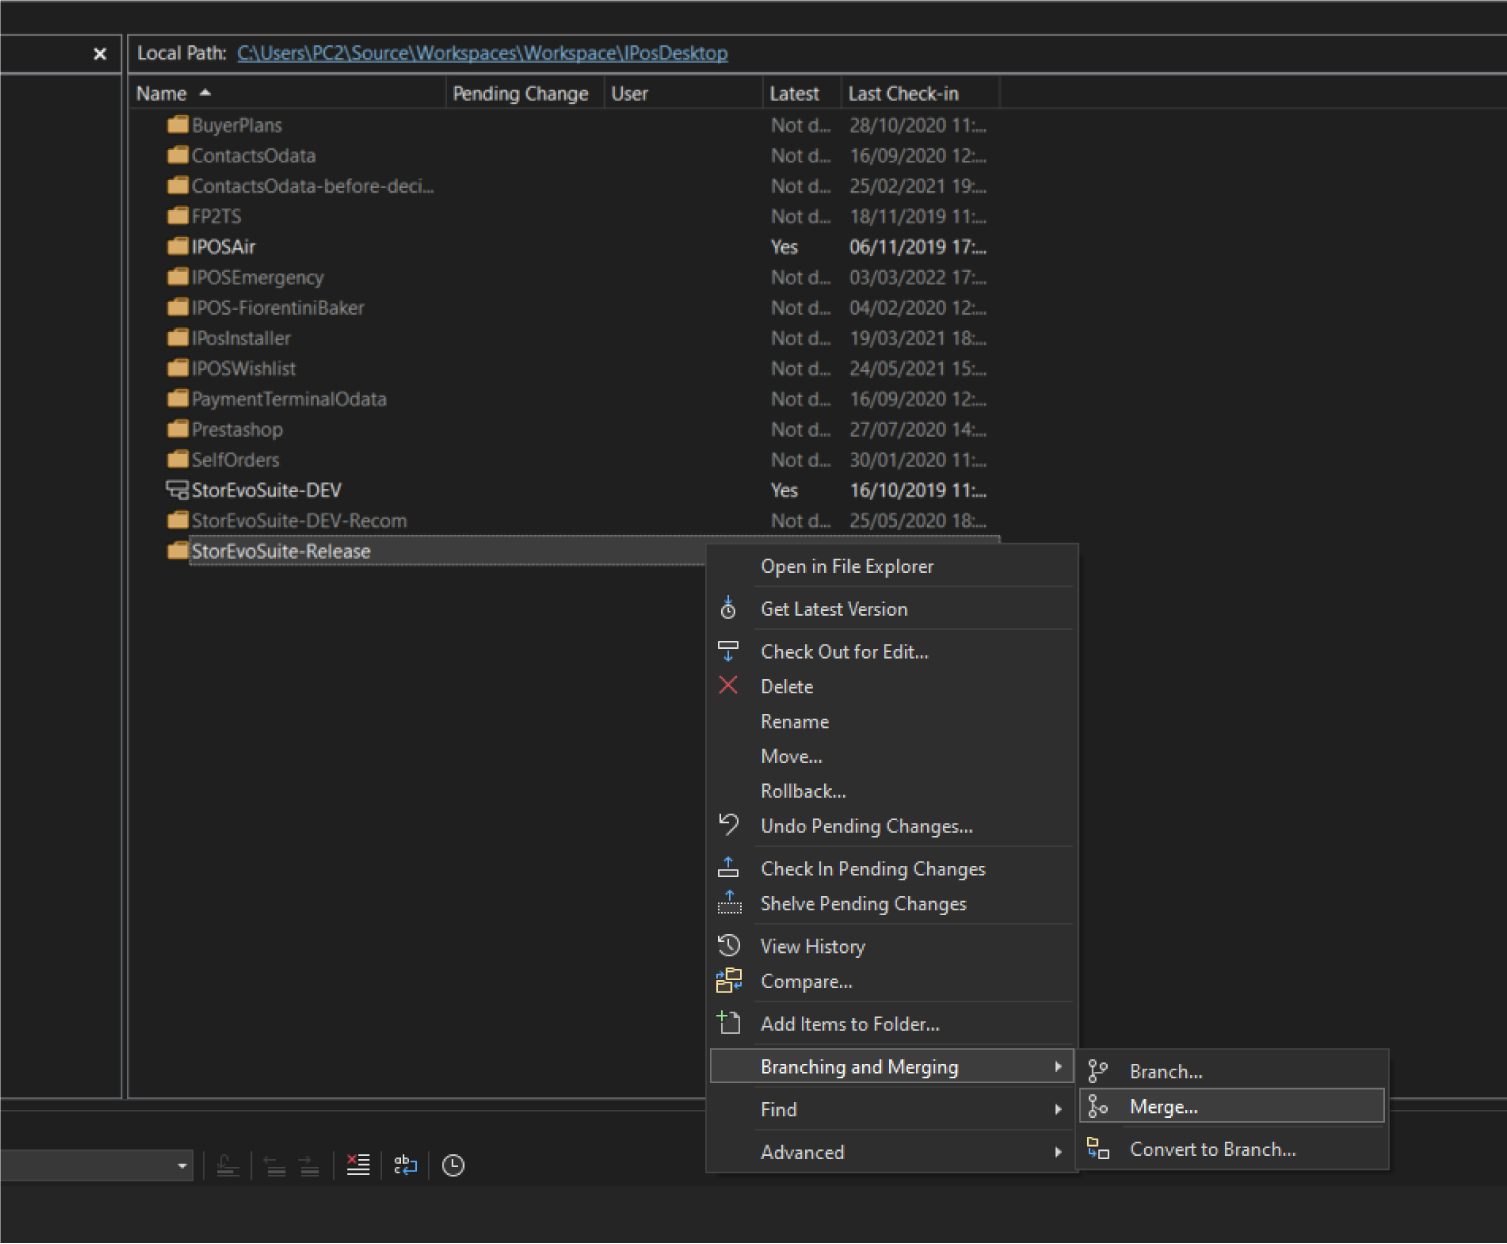 Local Path: C:\Users\PC2\Source\Workspaces\Workspace\IPosDesktop
Name Pending Change User Latest Last Check-in
BuyerPlans Not d... 28/10/2020 11:...
ContactsOdata Not d... 16/09/2020 12:...
ContactsOdata-before-deci... Not d... 25/02/2021 19:...
FP2TS Not d... 18/11/2019 11:...
IPOSAir Yes 06/11/2019 17:...
IPOSEmergency Not d... 03/03/2022 17:...
IPOS-FiorentiniBaker Not d... 04/02/2020 12:...
IPosInstaller Not d... 19/03/2021 18:...
IPOSWishlist Not d... 24/05/2021 15:...
PaymentTerminalOdata Not d... 16/09/2020 12:...
Prestashop Not d... 27/07/2020 14:...
SelfOrders Not d... 30/01/2020 11:...
StorEvoSuite-DEV Yes 16/10/2019 11:...
StorEvoSuite-DEV-Recom Not d... 25/05/2020 18:...
StorEvoSuite-Release
Open in File Explorer
Get Latest Version
Check Out for Edit...
Delete
Rename
Move...
Rollback...
Undo Pending Changes...
Check In Pending Changes
Shelve Pending Changes
View History
Compare...
Add Items to Folder...
Branching and Merging
Find
Advanced
Branch...
Merge...
Convert to Branch...